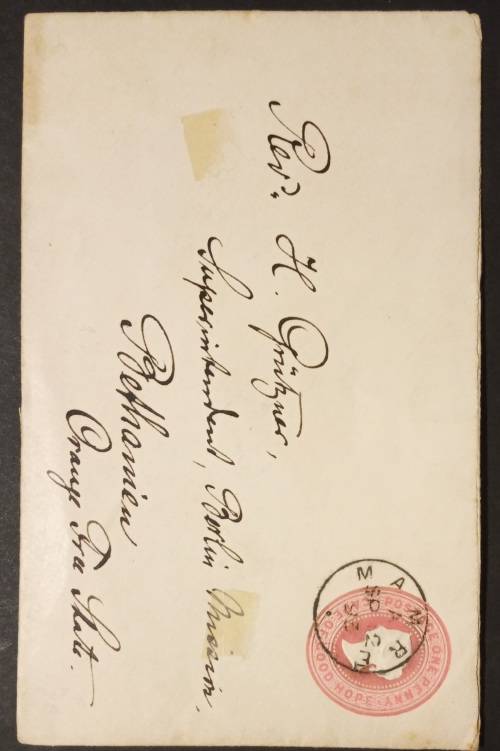 Rev. H. Grützner,
Superintendent, Berlin Mission.
Bethanien
Orange Free State.
GOOD HOPE
ONE PENNY